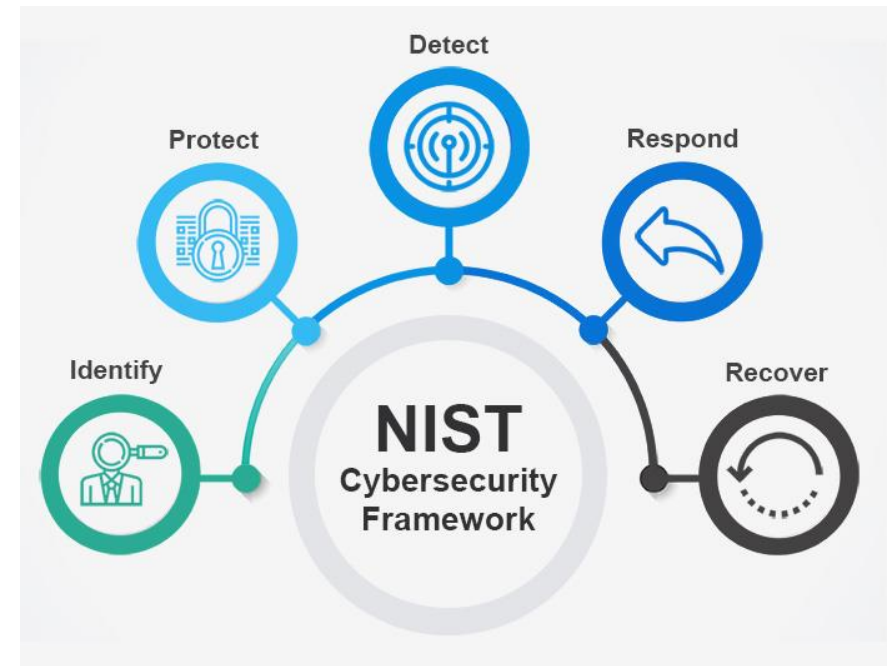 Detect
Protect
Respond
Identify
Recover
NIST
Cybersecurity
Framework